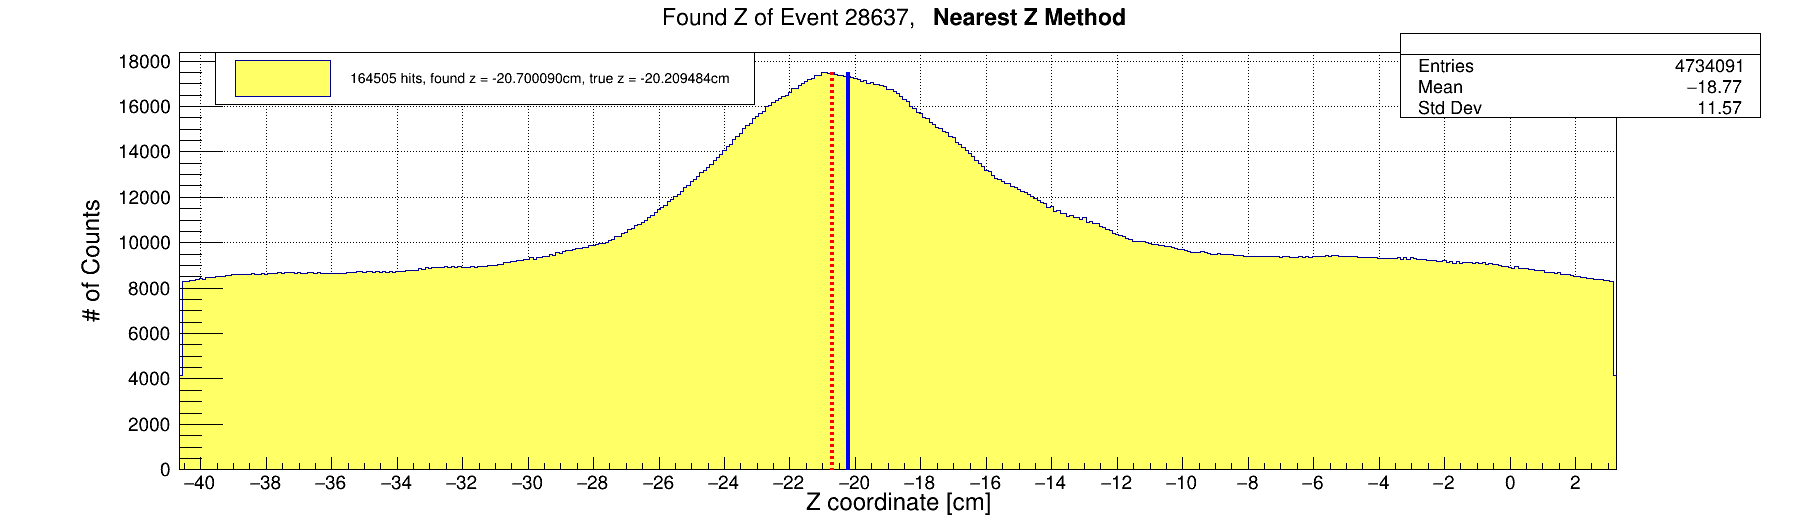 Found Z of Event 28637, Nearest Z Method
164505 hits, found z = -20.700090cm, true z = -20.209484cm
Entries 4734091
Mean −18.77
Std Dev 11.57
# of Counts
18000
16000
14000
12000
10000
8000
6000
4000
2000
0
−40 −38 −36 −34 −32 −30 −28 −26 −24 −22 −20 −18 −16 −14 −12 −10 −8 −6 −4 −2 0 2
Z coordinate [cm]